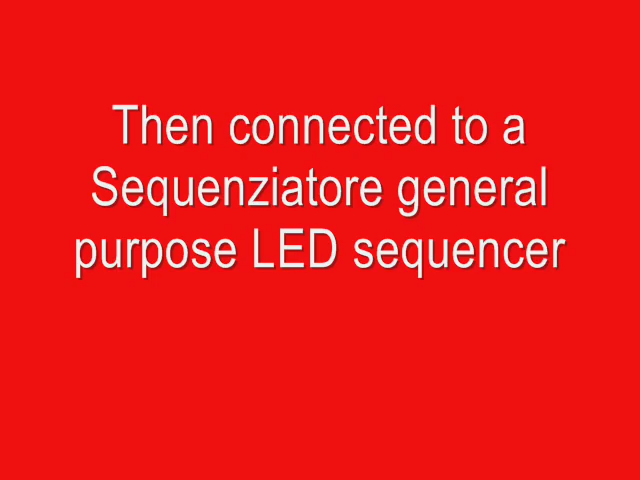 Then connected to a
Sequenziatore general
purpose LED sequencer